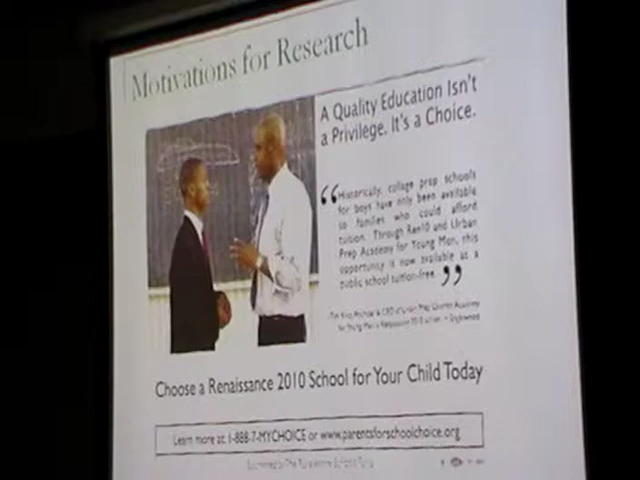 Motivations for Research
A Quality Education Isn't
a Privilege. It's a Choice.
“Historically, college prep schools
for boys have only been available
to families who could afford
tuition. Through Ren10 and Urban
Prep Academy for Young Men, this
opportunity is now available at a
public school tuition-free.”
Choose a Renaissance 2010 School for Your Child Today
Learn more at 1-888-7-MYCHOICE or www.parentsforschoolchoice.org